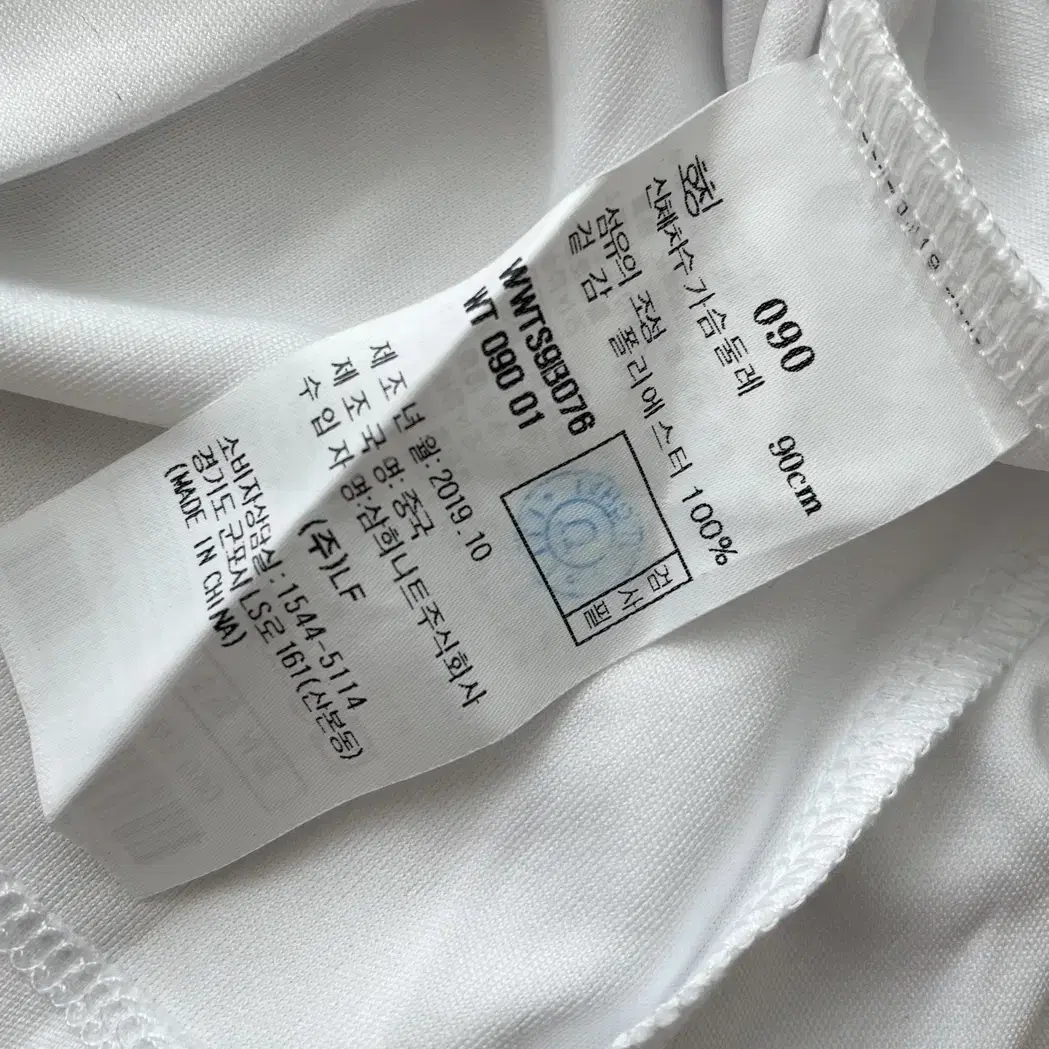 호칭 090
신체치수 가슴둘레 90cm
섬유의 조성
겉 감 폴리에스터 100%
WWTS9B076
WT 090 01
검사필
제 조 년 월: 2019.10
제 조 국 명: 중국
수 입 자 명:삼희니트주식회사
(주)LF
소비자상담실:1544-5114
경기도 군포시 LS로 161(산본동)
(MADE IN CHINA)